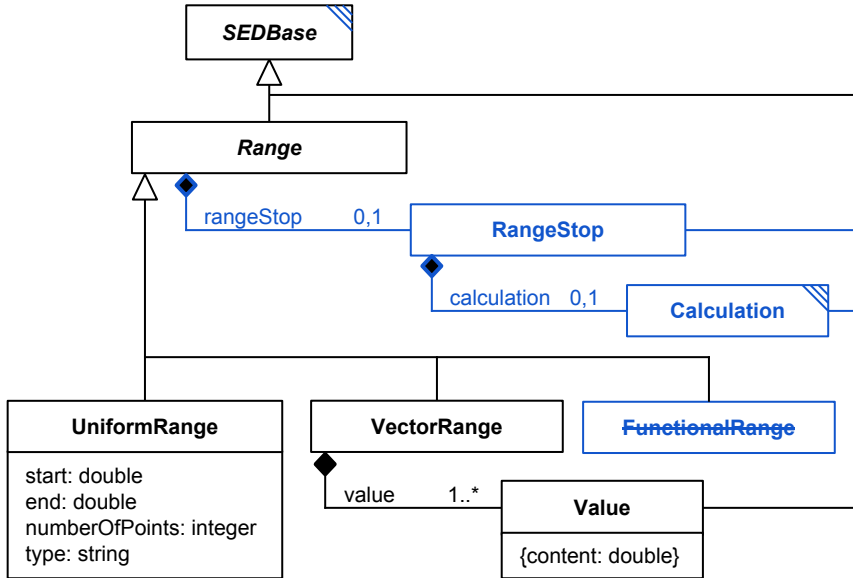 SEDBase
Range
rangeStop 0,1
RangeStop
calculation 0,1
Calculation
UniformRange
start: double
end: double
numberOfPoints: integer
type: string
VectorRange
FunctionalRange
value 1..*
Value
{content: double}